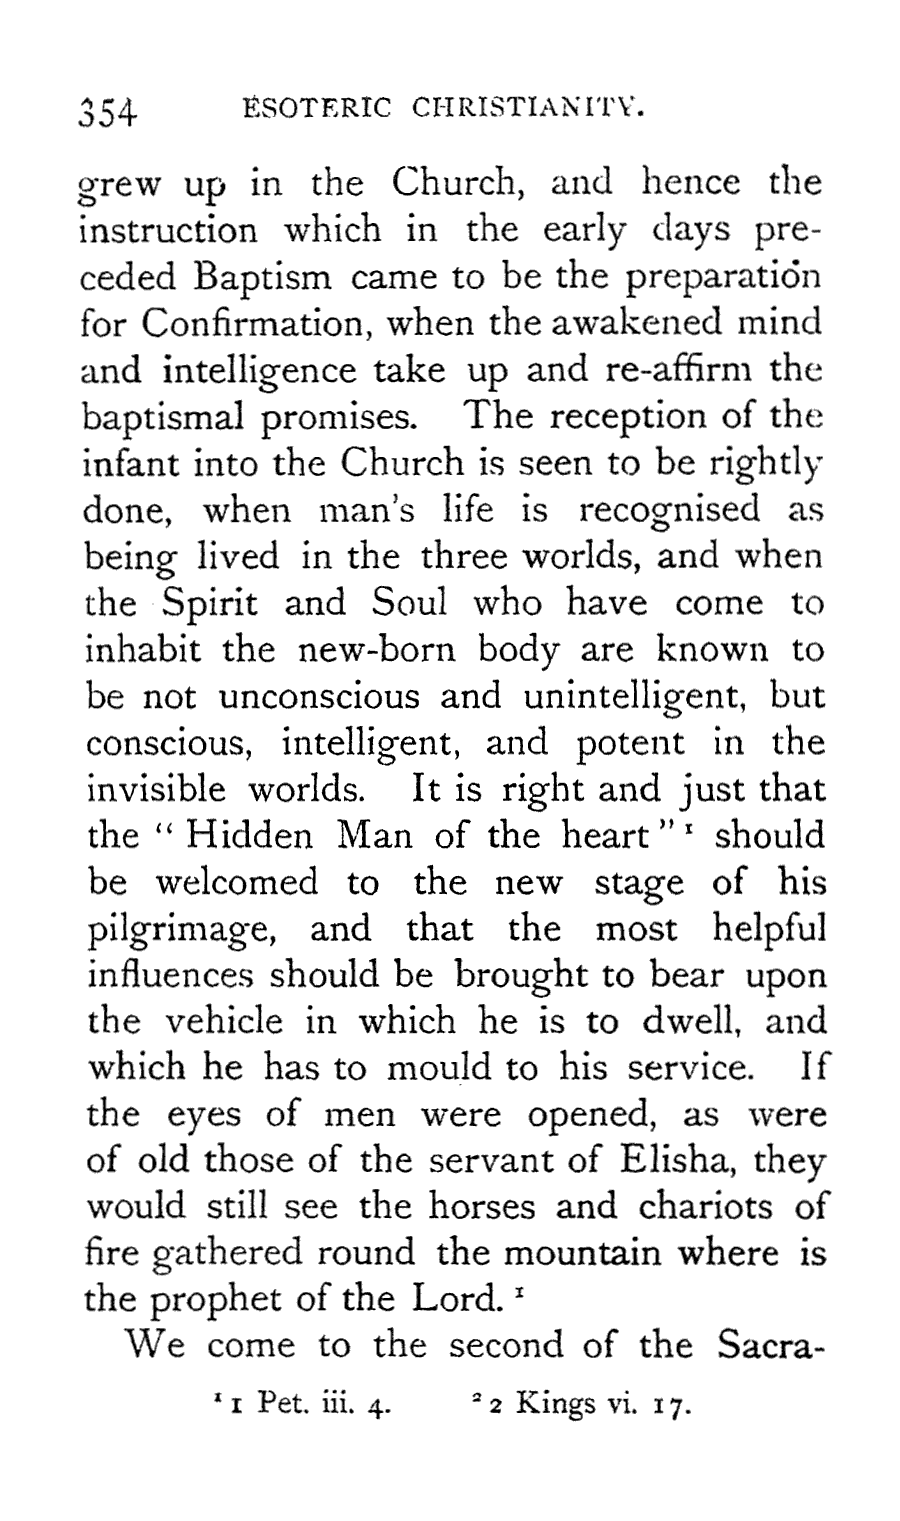 354 ESOTERIC CHRISTIANITY.
grew up in the Church, and hence the
instruction which in the early days pre-
ceded Baptism came to be the preparation
for Confirmation, when the awakened mind
and intelligence take up and re-affirm the
baptismal promises. The reception of the
infant into the Church is seen to be rightly
done, when man's life is recognised as
being lived in the three worlds, and when
the Spirit and Soul who have come to
inhabit the new-born body are known to
be not unconscious and unintelligent, but
conscious, intelligent, and potent in the
invisible worlds. It is right and just that
the “ Hidden Man of the heart ” ¹ should
be welcomed to the new stage of his
pilgrimage, and that the most helpful
influences should be brought to bear upon
the vehicle in which he is to dwell, and
which he has to mould to his service. If
the eyes of men were opened, as were
of old those of the servant of Elisha, they
would still see the horses and chariots of
fire gathered round the mountain where is
the prophet of the Lord. ¹
We come to the second of the Sacra-
¹ 1 Pet. iii. 4. ² 2 Kings vi. 17.